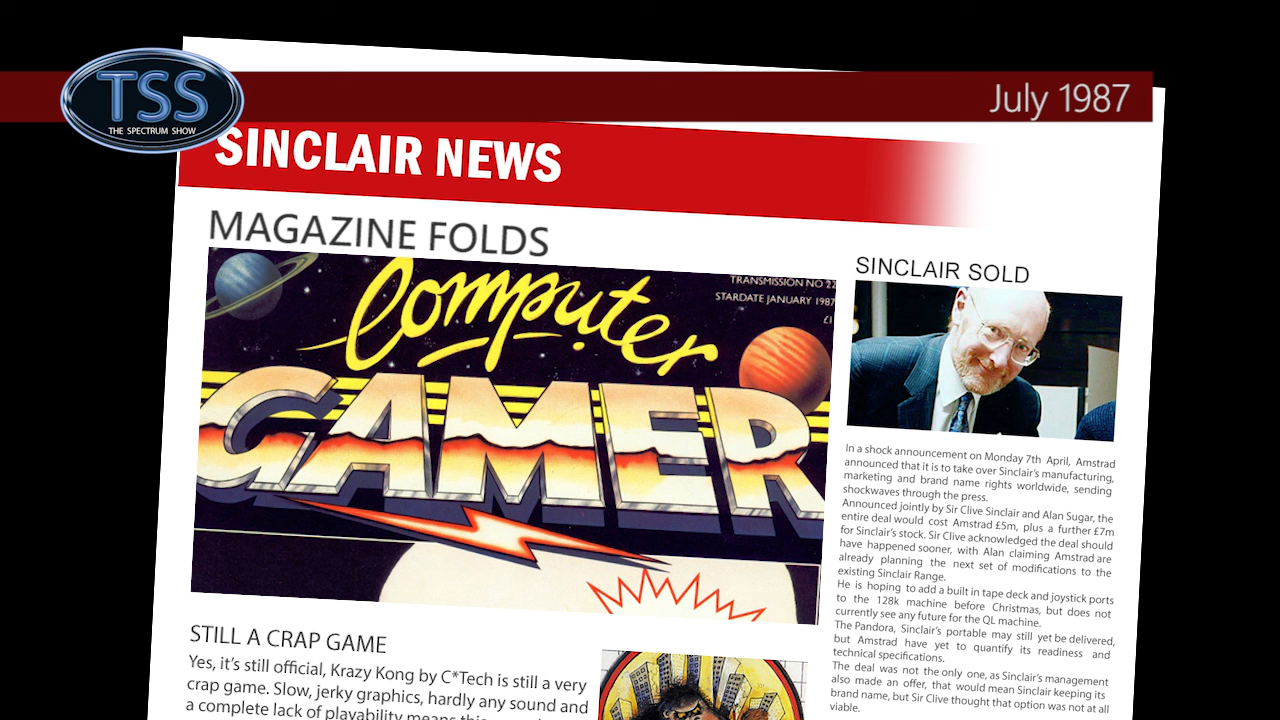 TSS
THE SPECTRUM SHOW
July 1987
SINCLAIR NEWS
MAGAZINE FOLDS
Computer
GAMER
TRANSMISSION NO 22
STARDATE JANUARY 1987
£1
SINCLAIR SOLD
In a shock announcement on Monday 7th April, Amstrad
announced that it is to take over Sinclair's manufacturing,
marketing and brand name rights worldwide, sending
shockwaves through the press.
Announced jointly by Sir Clive Sinclair and Alan Sugar, the
entire deal would cost Amstrad £5m, plus a further £7m
for Sinclair's stock. Sir Clive acknowledged the deal should
have happened sooner, with Alan claiming Amstrad are
already planning the next set of modifications to the
existing Sinclair Range.
He is hoping to add a built in tape deck and joystick ports
to the 128k machine before Christmas, but does not
currently see any future for the QL machine.
The Pandora, Sinclair's portable may still yet be delivered,
but Amstrad have yet to quantify its readiness and
technical specifications.
The deal was not the only one, as Sinclair's management
also made an offer, that would mean Sinclair keeping its
brand name, but Sir Clive thought that option was not at all
viable.
STILL A CRAP GAME
Yes, it's still official, Krazy Kong by C*Tech is still a very
crap game. Slow, jerky graphics, hardly any sound and
a complete lack of playability means this